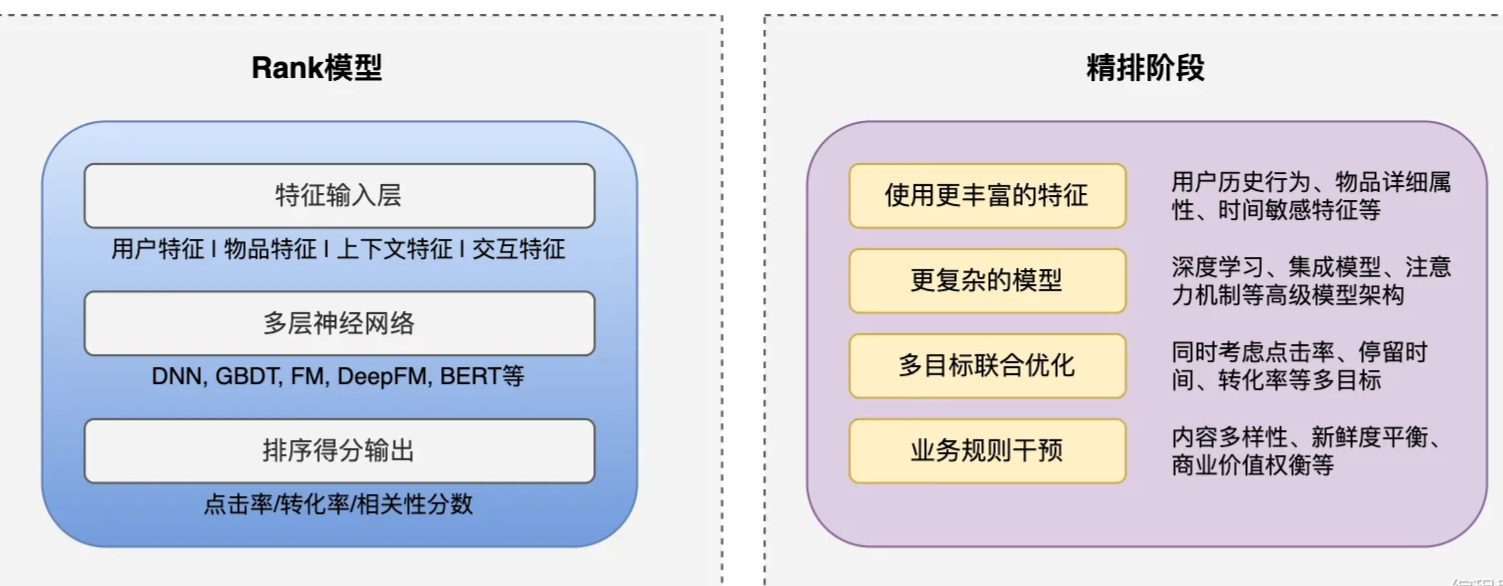 Rank模型
特征输入层
用户特征 | 物品特征 | 上下文特征 | 交互特征
多层神经网络
DNN, GBDT, FM, DeepFM, BERT等
排序得分输出
点击率/转化率/相关性分数
精排阶段
使用更丰富的特征
用户历史行为、物品详细属
性、时间敏感特征等
更复杂的模型
深度学习、集成模型、注意
力机制等高级模型架构
多目标联合优化
同时考虑点击率、停留时
间、转化率等多目标
业务规则干预
内容多样性、新鲜度平衡、
商业价值权衡等